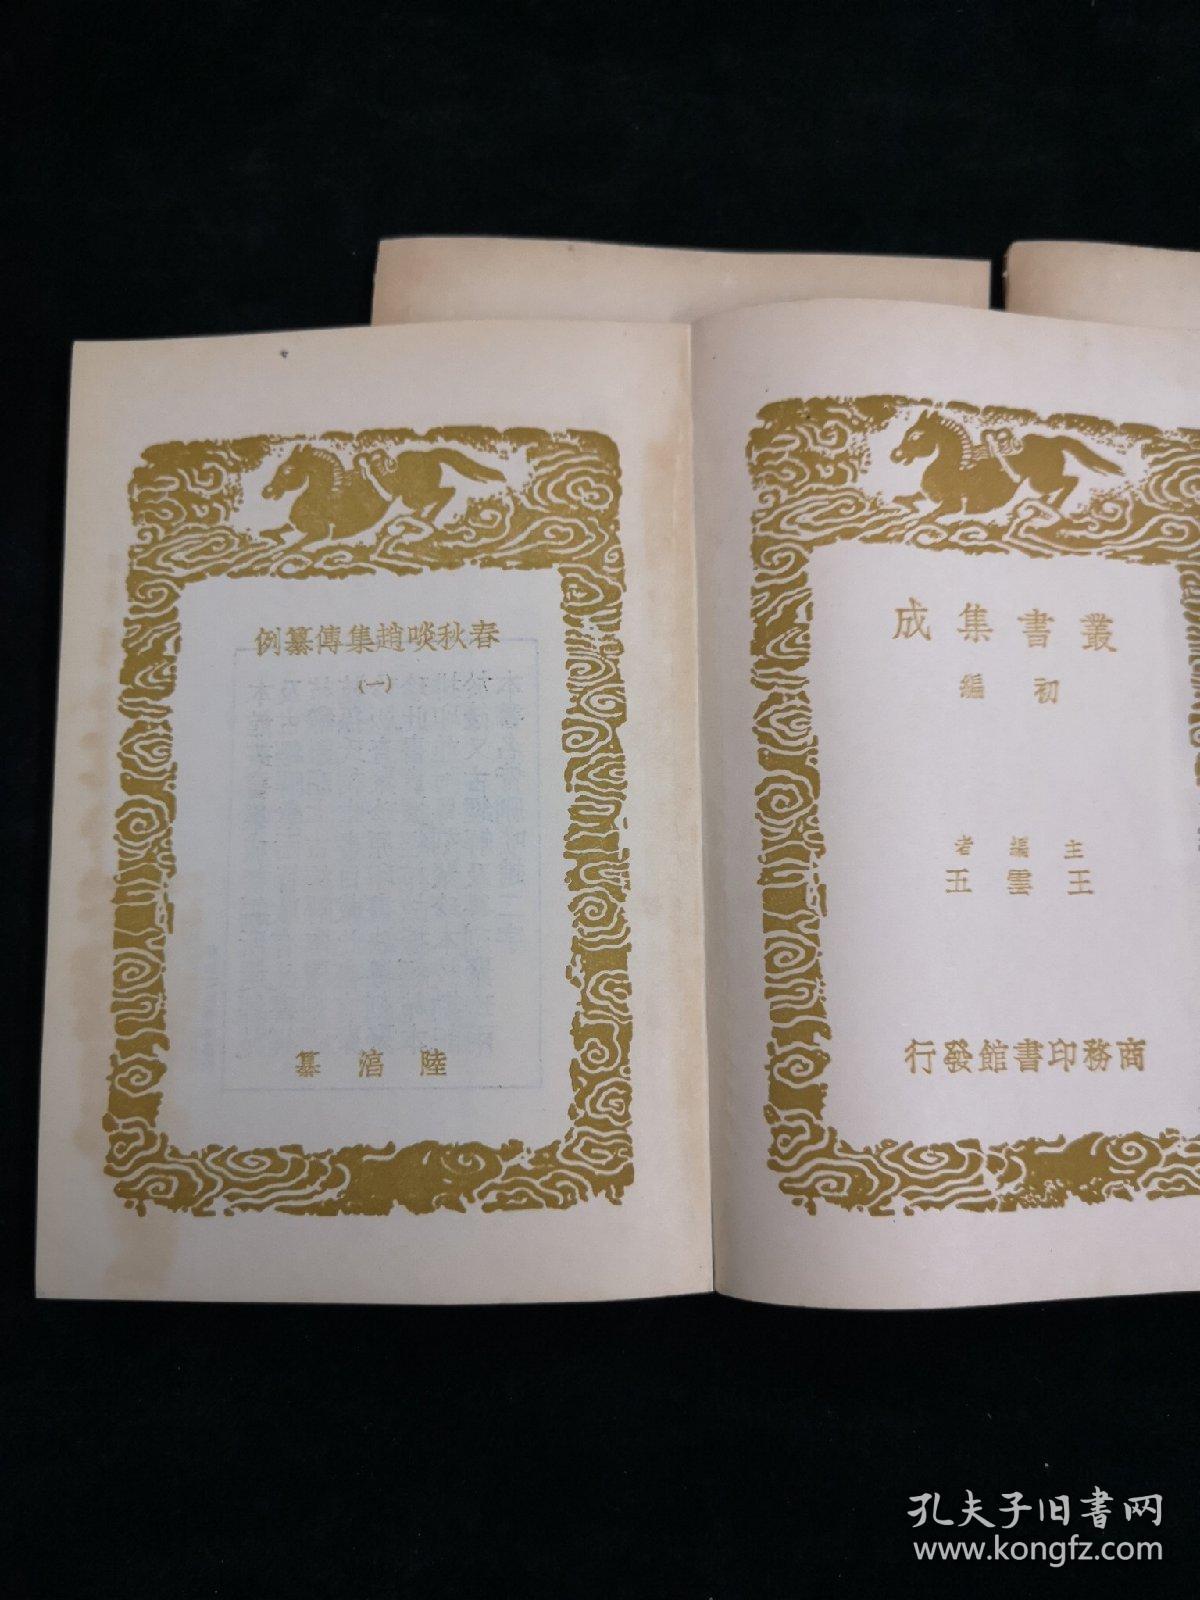 叢書集成
初編
主編者
王雲五
商務印書館發行
春秋啖趙集傳纂例
(一)
陸淳纂
孔夫子旧书网
www.kongfz.com